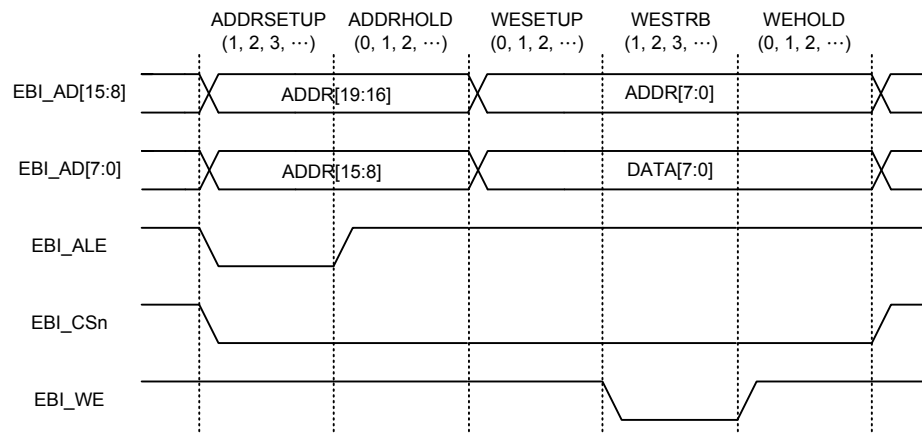 ADDRSETUP ADDRHOLD WESETUP WESTRB WEHOLD
(1, 2, 3, ⋯) (0, 1, 2, ⋯) (0, 1, 2, ⋯) (1, 2, 3, ⋯) (0, 1, 2, ⋯)
EBI_AD[15:8] ADDR[19:16] ADDR[7:0]
EBI_AD[7:0] ADDR[15:8] DATA[7:0]
EBI_ALE
EBI_CSn
EBI_WE